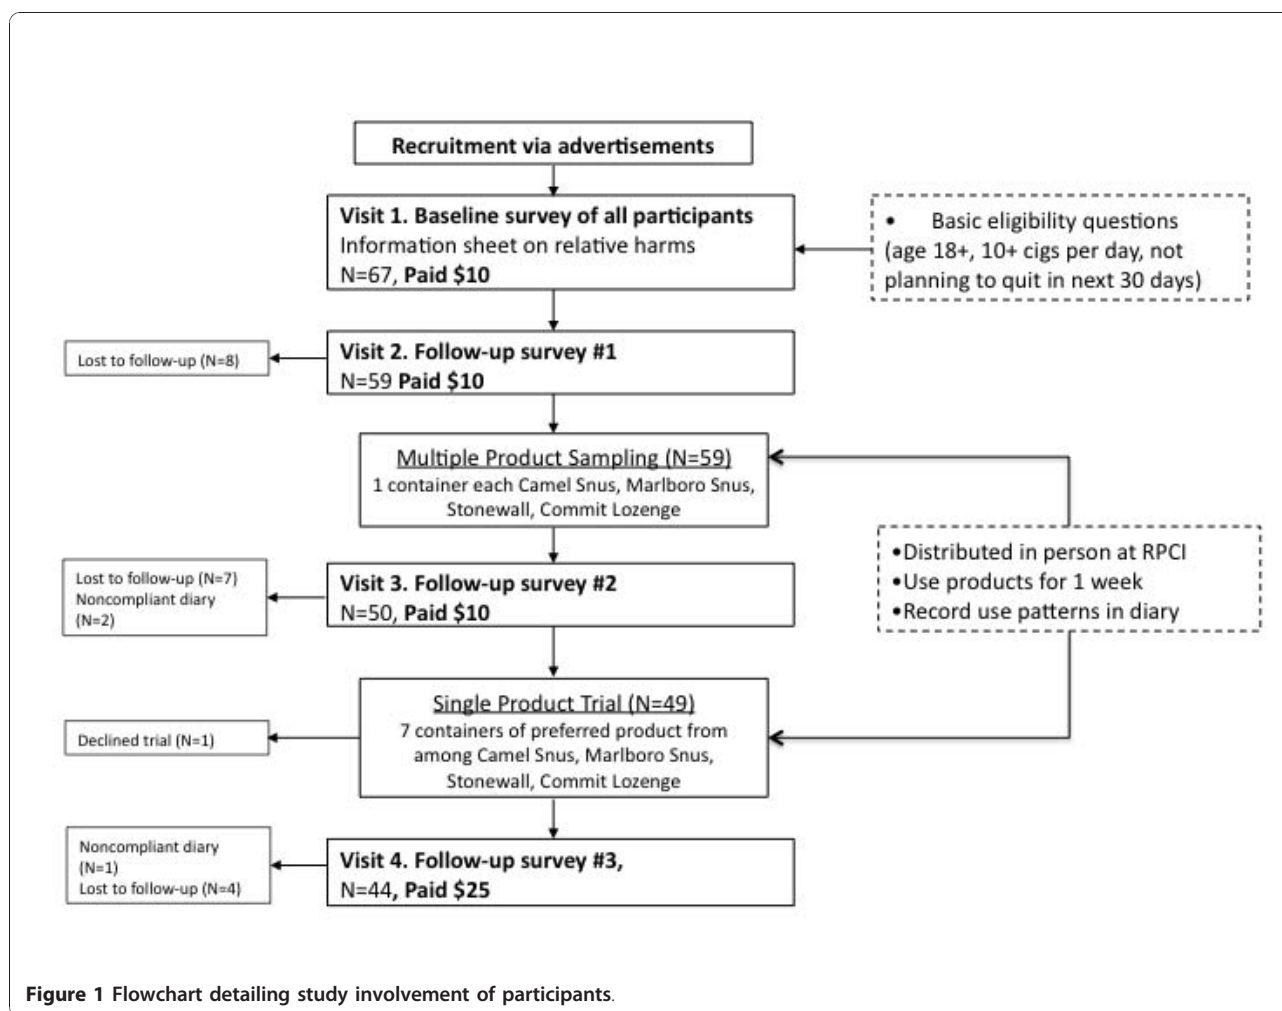 Recruitment via advertisements
Visit 1. Baseline survey of all participants
Information sheet on relative harms
N=67, Paid $10
• Basic eligibility questions
(age 18+, 10+ cigs per day, not
planning to quit in next 30 days)
Lost to follow-up (N=8)
Visit 2. Follow-up survey #1
N=59 Paid $10
Multiple Product Sampling (N=59)
1 container each Camel Snus, Marlboro Snus,
Stonewall, Commit Lozenge
•Distributed in person at RPCI
•Use products for 1 week
•Record use patterns in diary
Lost to follow-up (N=7)
Noncompliant diary
(N=2)
Visit 3. Follow-up survey #2
N=50, Paid $10
Single Product Trial (N=49)
7 containers of preferred product from
among Camel Snus, Marlboro Snus,
Stonewall, Commit Lozenge
Declined trial (N=1)
Noncompliant diary
(N=1)
Lost to follow-up (N=4)
Visit 4. Follow-up survey #3,
N=44, Paid $25
Figure 1 Flowchart detailing study involvement of participants.